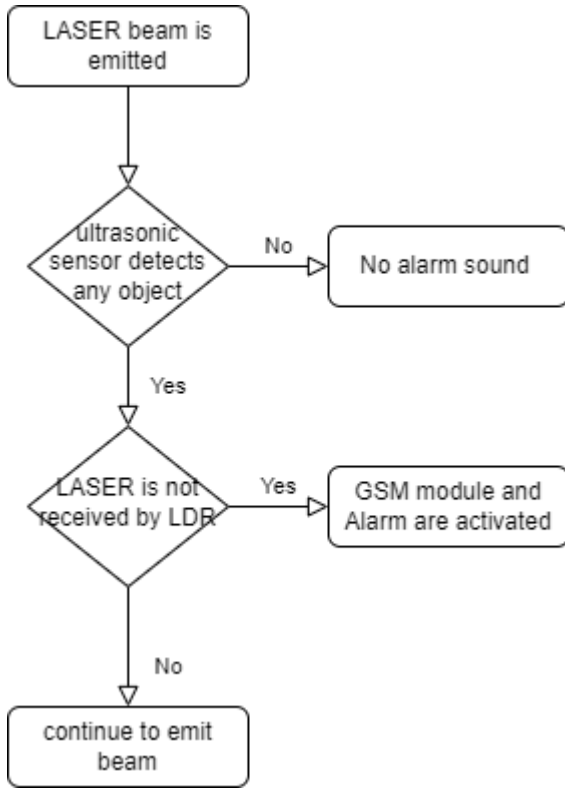 LASER beam is
emitted
ultrasonic
sensor detects
any object
No
No alarm sound
Yes
LASER is not
received by LDR
Yes
GSM module and
Alarm are activated
No
continue to emit
beam